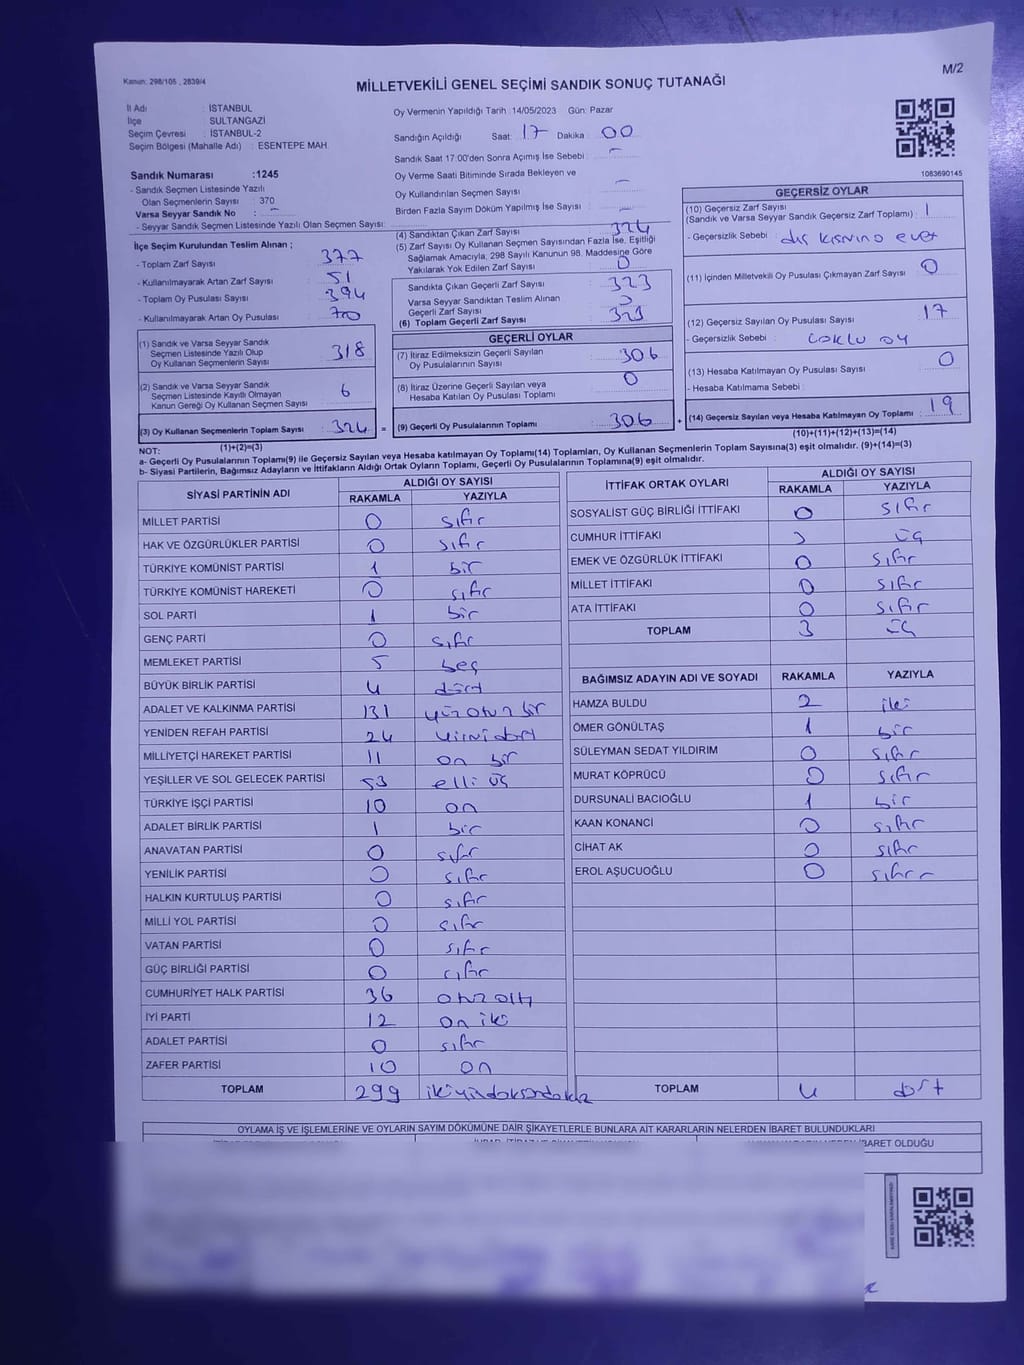 Kanun: 298/105 , 2839/4
M/2
MİLLETVEKİLİ GENEL SEÇİMİ SANDIK SONUÇ TUTANAĞI
İl Adı : İSTANBUL
İlçe : SULTANGAZİ
Seçim Çevresi : İSTANBUL-2
Seçim Bölgesi (Mahalle Adı) : ESENTEPE MAH.
Sandık Numarası :1245
- Sandık Seçmen Listesinde Yazılı
Olan Seçmenlerin Sayısı : 370
Varsa Seyyar Sandık No : –
- Seyyar Sandık Seçmen Listesinde Yazılı Olan Seçmen Sayısı:
Oy Vermenin Yapıldığı Tarih :14/05/2023 Gün: Pazar
Sandığın Açıldığı Saat: 17 Dakika 00
Sandık Saat 17:00'den Sonra Açılmış İse Sebebi : –
Oy Verme Saati Bitiminde Sırada Bekleyen ve
Oy Kullandırılan Seçmen Sayısı : –
Birden Fazla Sayım Döküm Yapılmış İse Sayısı : –
1083690145
İlçe Seçim Kurulundan Teslim Alınan ;
- Toplam Zarf Sayısı : 377
- Kullanılmayarak Artan Zarf Sayısı : 51
- Toplam Oy Pusulası Sayısı : 394
- Kullanılmayarak Artan Oy Pusulası : 70
(4) Sandıktan Çıkan Zarf Sayısı : 324
(5) Zarf Sayısı Oy Kullanan Seçmen Sayısından Fazla İse, Eşitliği
Sağlamak Amacıyla, 298 Sayılı Kanunun 98. Maddesine Göre
Yakılarak Yok Edilen Zarf Sayısı : 0
Sandıkta Çıkan Geçerli Zarf Sayısı : 323
Varsa Seyyar Sandıktan Teslim Alınan
Geçerli Zarf Sayısı :
(6) Toplam Geçerli Zarf Sayısı : 323
GEÇERSİZ OYLAR
(10) Geçersiz Zarf Sayısı
(Sandık ve Varsa Seyyar Sandık Geçersiz Zarf Toplamı) : 1
- Geçersizlik Sebebi : dış kısmına evet
(11) İçinden Milletvekili Oy Pusulası Çıkmayan Zarf Sayısı : 0
(12) Geçersiz Sayılan Oy Pusulası Sayısı : 17
- Geçersizlik Sebebi : çoklu oy
(13) Hesaba Katılmayan Oy Pusulası Sayısı : 0
- Hesaba Katılmama Sebebi :
(14) Geçersiz Sayılan veya Hesaba Katılmayan Oy Toplamı : 19
(10)+(11)+(12)+(13)=(14)
(1) Sandık ve Varsa Seyyar Sandık
Seçmen Listesinde Yazılı Olup
Oy Kullanan Seçmenlerin Sayısı : 318
(2) Sandık ve Varsa Seyyar Sandık
Seçmen Listesinde Kayıtlı Olmayan
Kanun Gereği Oy Kullanan Seçmen Sayısı : 6
(3) Oy Kullanan Seçmenlerin Toplam Sayısı : 324 =
(1)+(2)=(3)
GEÇERLİ OYLAR
(7) İtiraz Edilmeksizin Geçerli Sayılan
Oy Pusulalarının Sayısı : 306
(8) İtiraz Üzerine Geçerli Sayılan veya
Hesaba Katılan Oy Pusulası Toplamı : 0
(9) Geçerli Oy Pusulalarının Toplamı : 306 +
NOT:
a- Geçerli Oy Pusulalarının Toplamı(9) ile Geçersiz Sayılan veya Hesaba katılmayan Oy Toplamı(14) Toplamları, Oy Kullanan Seçmenlerin Toplam Sayısına(3) eşit olmalıdır. (9)+(14)=(3)
b- Siyasi Partilerin, Bağımsız Adayların ve İttifakların Aldığı Ortak Oyların Toplamı, Geçerli Oy Pusulalarının Toplamına(9) eşit olmalıdır.
SİYASİ PARTİNİN ADI ALDIĞI OY SAYISI
RAKAMLA YAZIYLA
MİLLET PARTİSİ 0 sıfır
HAK VE ÖZGÜRLÜKLER PARTİSİ 0 sıfır
TÜRKİYE KOMÜNİST PARTİSİ 1 bir
TÜRKİYE KOMÜNİST HAREKETİ 0 sıfır
SOL PARTİ 1 bir
GENÇ PARTİ 0 sıfır
MEMLEKET PARTİSİ 5 beş
BÜYÜK BİRLİK PARTİSİ 4 dört
ADALET VE KALKINMA PARTİSİ 131 yüz otuz bir
YENİDEN REFAH PARTİSİ 24 yirmi dört
MİLLİYETÇİ HAREKET PARTİSİ 11 on bir
YEŞİLLER VE SOL GELECEK PARTİSİ 53 elli üç
TÜRKİYE İŞÇİ PARTİSİ 10 on
ADALET BİRLİK PARTİSİ 1 bir
ANAVATAN PARTİSİ 0 sıfır
YENİLİK PARTİSİ 0 sıfır
HALKIN KURTULUŞ PARTİSİ 0 sıfır
MİLLİ YOL PARTİSİ 0 sıfır
VATAN PARTİSİ 0 sıfır
GÜÇ BİRLİĞİ PARTİSİ 0 sıfır
CUMHURİYET HALK PARTİSİ 36 otuz altı
İYİ PARTİ 12 on iki
ADALET PARTİSİ 0 sıfır
ZAFER PARTİSİ 10 on
TOPLAM 299 iki yüz doksan dokuz
İTTİFAK ORTAK OYLARI ALDIĞI OY SAYISI
RAKAMLA YAZIYLA
SOSYALİST GÜÇ BİRLİĞİ İTTİFAKI 0 sıfır
CUMHUR İTTİFAKI 3 üç
EMEK VE ÖZGÜRLÜK İTTİFAKI 0 sıfır
MİLLET İTTİFAKI 0 sıfır
ATA İTTİFAKI 0 sıfır
TOPLAM 3 üç
BAĞIMSIZ ADAYIN ADI VE SOYADI RAKAMLA YAZIYLA
HAMZA BULDU 2 iki
ÖMER GÖNÜLTAŞ 1 bir
SÜLEYMAN SEDAT YILDIRIM 0 sıfır
MURAT KÖPRÜCÜ 0 sıfır
DURSUNALİ BACIOĞLU 1 bir
KAAN KONANCİ 0 sıfır
CİHAT AK 0 sıfır
EROL AŞUCUOĞLU 0 sıfır
TOPLAM 4 dört
OYLAMA İŞ VE İŞLEMLERİNE VE OYLARIN SAYIM DÖKÜMÜNE DAİR ŞİKAYETLERLE BUNLARA AİT KARARLARIN NELERDEN İBARET BULUNDUKLARI
İBARET OLDUĞU